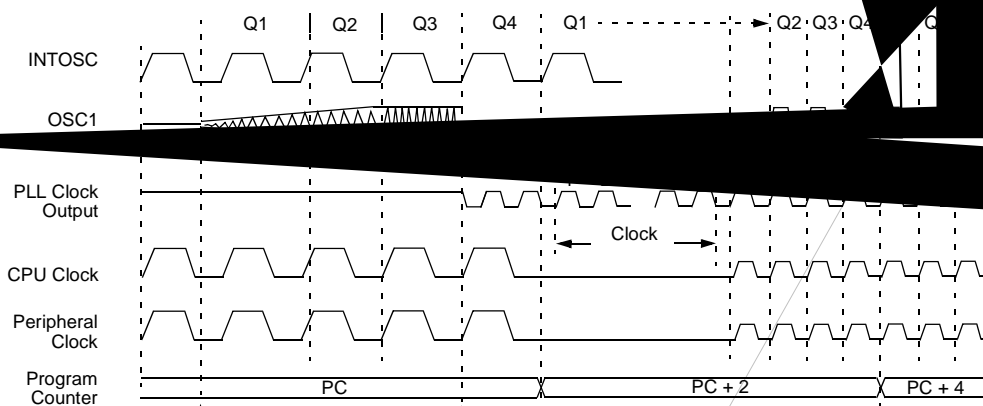 Q1 Q2 Q3 Q4 Q1 Q2 Q3 Q4
INTOSC
OSC1
PLL Clock
Output
Clock
CPU Clock
Peripheral
Clock
Program
Counter
PC PC + 2 PC + 4